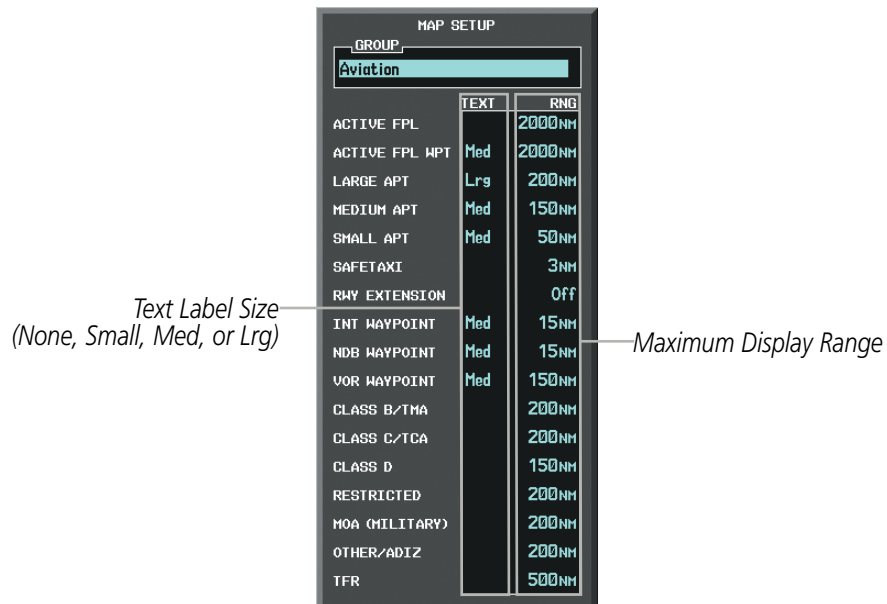 MAP SETUP
GROUP
Aviation
TEXT RNG
ACTIVE FPL 2000NM
ACTIVE FPL WPT Med 2000NM
LARGE APT Lrg 200NM
MEDIUM APT Med 150NM
SMALL APT Med 50NM
SAFETAXI 3NM
RWY EXTENSION Off
INT WAYPOINT Med 15NM
NDB WAYPOINT Med 15NM
VOR WAYPOINT Med 150NM
CLASS B/TMA 200NM
CLASS C/TCA 200NM
CLASS D 150NM
RESTRICTED 200NM
MOA (MILITARY) 200NM
OTHER/ADIZ 200NM
TFR 500NM
Text Label Size
(None, Small, Med, or Lrg)
Maximum Display Range